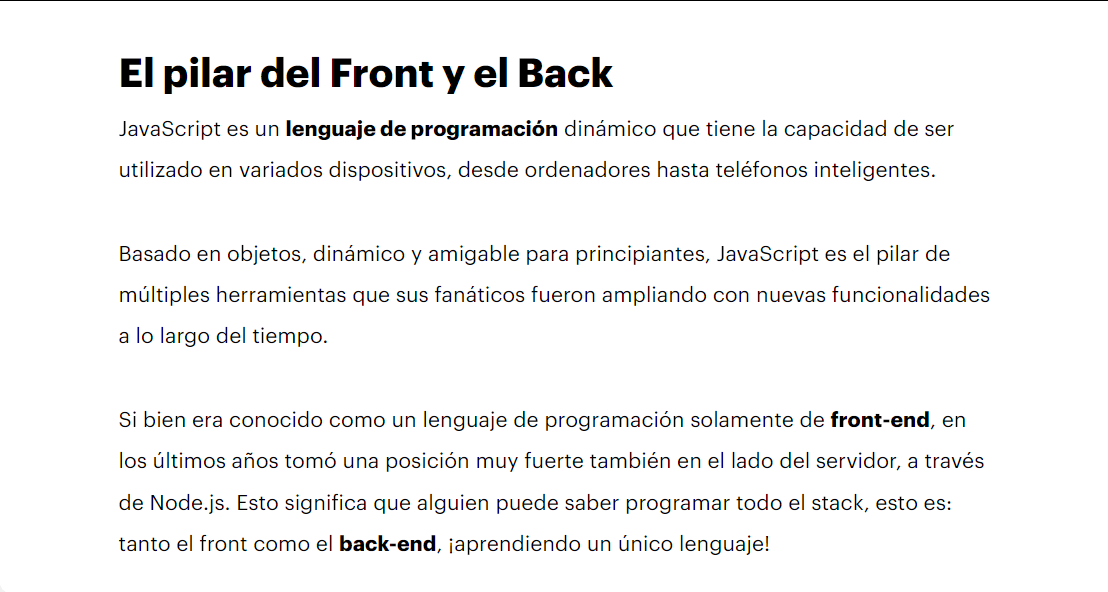 El pilar del Front y el Back
JavaScript es un lenguaje de programación dinámico que tiene la capacidad de ser
utilizado en variados dispositivos, desde ordenadores hasta teléfonos inteligentes.
Basado en objetos, dinámico y amigable para principiantes, JavaScript es el pilar de
múltiples herramientas que sus fanáticos fueron ampliando con nuevas funcionalidades
a lo largo del tiempo.
Si bien era conocido como un lenguaje de programación solamente de front-end, en
los últimos años tomó una posición muy fuerte también en el lado del servidor, a través
de Node.js. Esto significa que alguien puede saber programar todo el stack, esto es:
tanto el front como el back-end, ¡aprendiendo un único lenguaje!